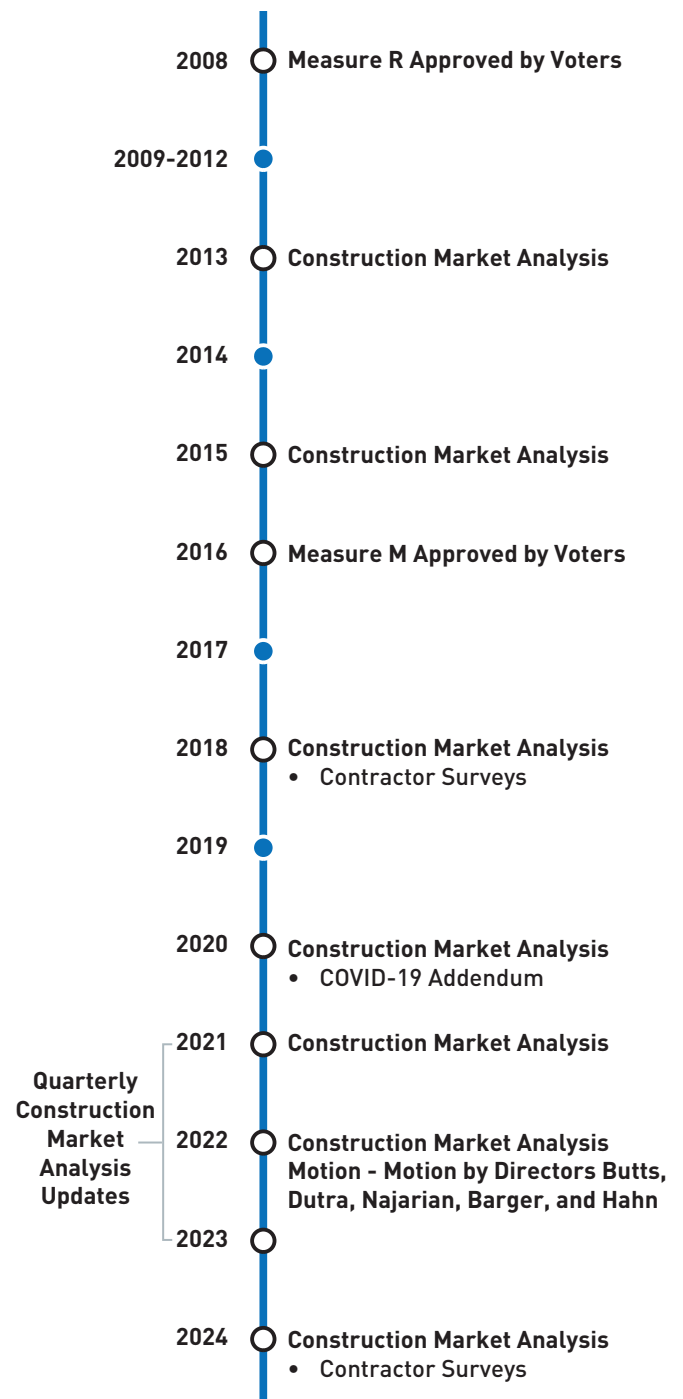 2008 Measure R Approved by Voters
2009-2012
2013 Construction Market Analysis
2014
2015 Construction Market Analysis
2016 Measure M Approved by Voters
2017
2018 Construction Market Analysis
• Contractor Surveys
2019
2020 Construction Market Analysis
• COVID-19 Addendum
Quarterly
Construction
Market
Analysis
Updates
2021 Construction Market Analysis
2022 Construction Market Analysis
Motion - Motion by Directors Butts,
Dutra, Najarian, Barger, and Hahn
2023
2024 Construction Market Analysis
• Contractor Surveys